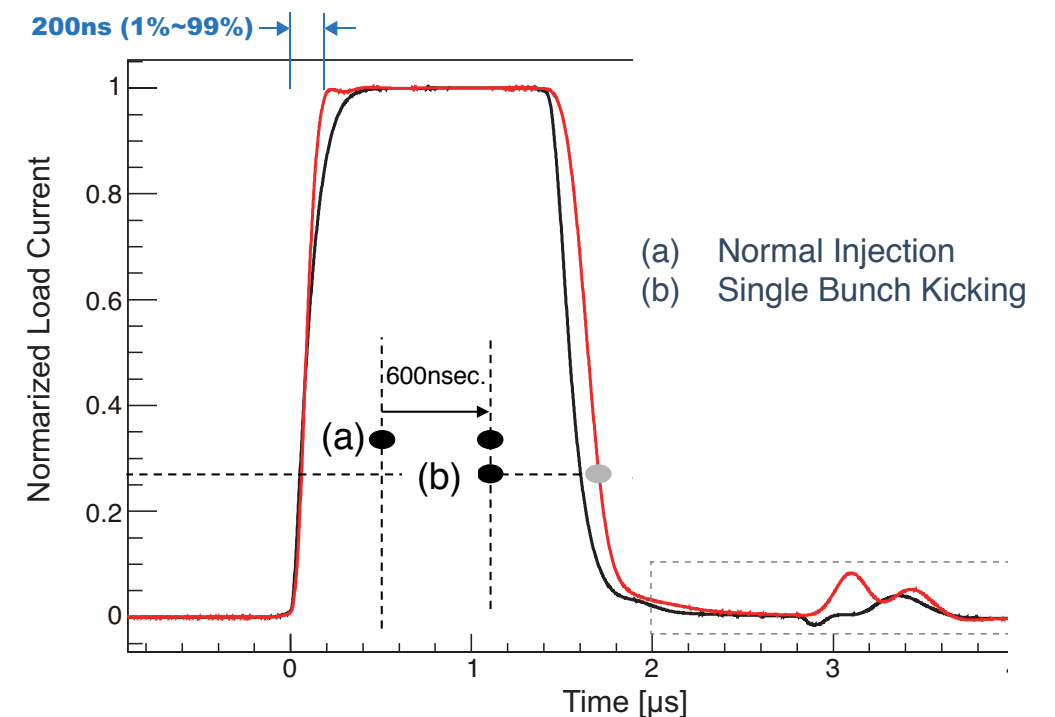 200ns (1%~99%)
1
0.8
0.6
0.4
0.2
0
Normarized Load Current
(a) Normal Injection
(b) Single Bunch Kicking
600nsec.
(a)
(b)
0 1 2 3
Time [µs]